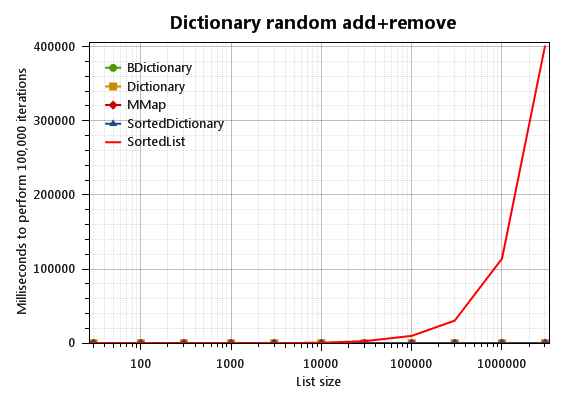 Dictionary random add+remove
Milliseconds to perform 100,000 iterations
400000
300000
200000
100000
0
BDictionary
Dictionary
MMap
SortedDictionary
SortedList
100 1000 10000 100000 1000000
List size